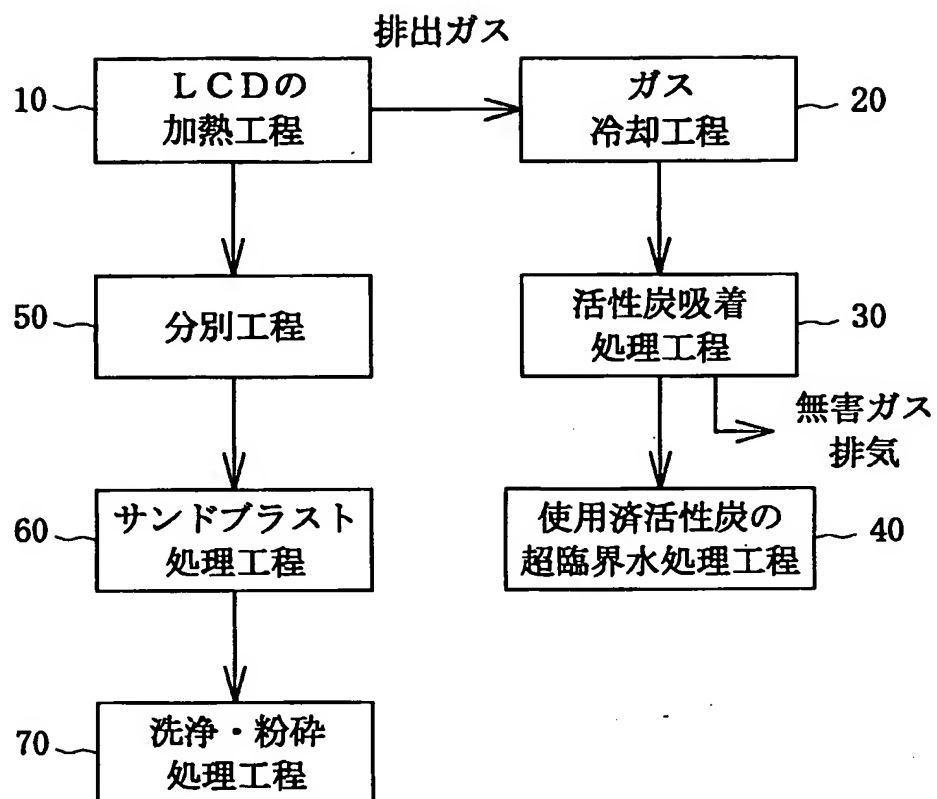 排出ガス
10
LCDの
加熱工程
ガス
冷却工程
20
50
分別工程
活性炭吸着
処理工程
30
無害ガス
排気
60
サンドブラスト
処理工程
使用済活性炭の
超臨界水処理工程
40
70
洗浄・粉砕
処理工程